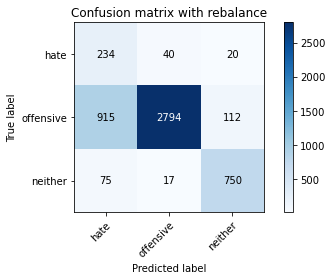 Confusion matrix with rebalance
hate 234 40 20
offensive 915 2794 112
neither 75 17 750
hate offensive neither
Predicted label
True label
2500
2000
1500
1000
500